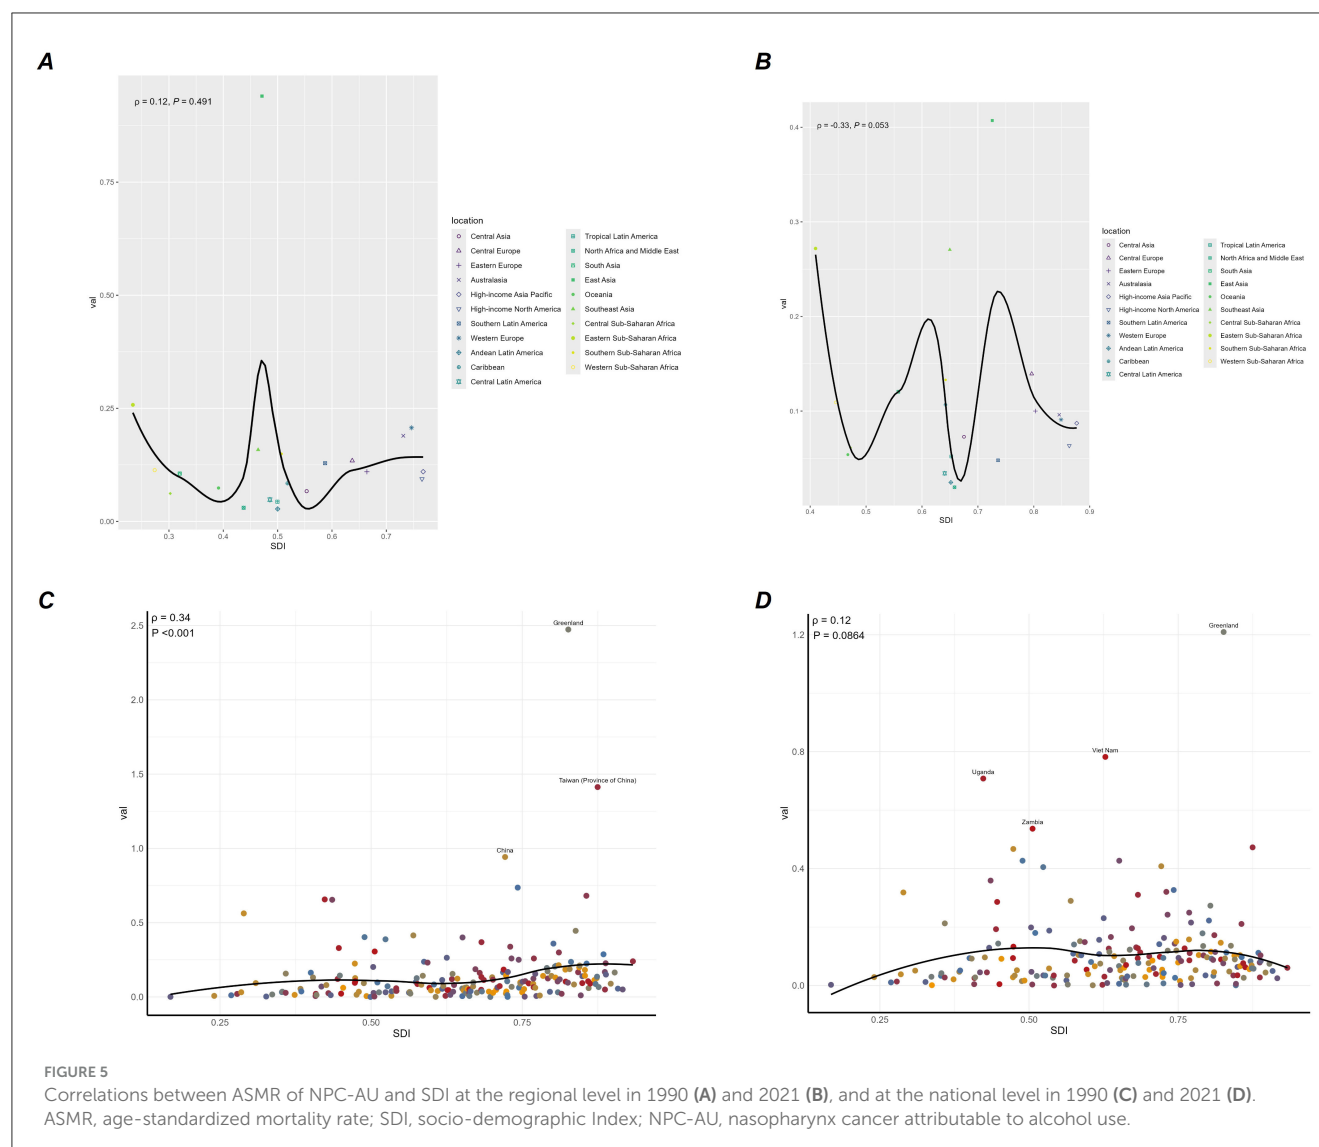 A
ρ = 0.12, P = 0.491
val
0.75
0.50
0.25
0.00
0.3 0.4 0.5 0.6 0.7
SDI
location
Central Asia
Central Europe
Eastern Europe
Australasia
High-income Asia Pacific
High-income North America
Southern Latin America
Western Europe
Andean Latin America
Caribbean
Central Latin America
Tropical Latin America
North Africa and Middle East
South Asia
East Asia
Oceania
Southeast Asia
Central Sub-Saharan Africa
Eastern Sub-Saharan Africa
Southern Sub-Saharan Africa
Western Sub-Saharan Africa
B
ρ = -0.33, P = 0.053
val
0.4
0.3
0.2
0.1
0.4 0.5 0.6 0.7 0.8 0.9
SDI
location
Central Asia
Central Europe
Eastern Europe
Australasia
High-income Asia Pacific
High-income North America
Southern Latin America
Western Europe
Andean Latin America
Caribbean
Central Latin America
Tropical Latin America
North Africa and Middle East
South Asia
East Asia
Oceania
Southeast Asia
Central Sub-Saharan Africa
Eastern Sub-Saharan Africa
Southern Sub-Saharan Africa
Western Sub-Saharan Africa
C
ρ = 0.34
P <0.001
val
2.5
2.0
1.5
1.0
0.5
0.0
Greenland
Taiwan (Province of China)
China
0.25 0.50 0.75
SDI
D
ρ = 0.12
P = 0.0864
val
1.2
0.8
0.4
0.0
Greenland
Viet Nam
Uganda
Zambia
0.25 0.50 0.75
SDI
FIGURE 5
Correlations between ASMR of NPC-AU and SDI at the regional level in 1990 (A) and 2021 (B), and at the national level in 1990 (C) and 2021 (D).
ASMR, age-standardized mortality rate; SDI, socio-demographic Index; NPC-AU, nasopharynx cancer attributable to alcohol use.